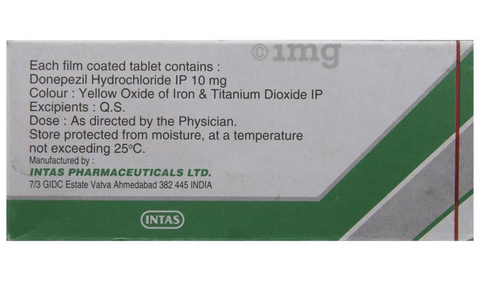 ©1mg
Each film coated tablet contains :
Donepezil Hydrochloride IP 10 mg
Colour : Yellow Oxide of Iron & Titanium Dioxide IP
Excipients : Q.S.
Dose : As directed by the Physician.
Store protected from moisture, at a temperature
not exceeding 25°C.
Manufactured by :
INTAS PHARMACEUTICALS LTD.
7/3 GIDC Estate Vatva Ahmedabad 382 445 INDIA
INTAS